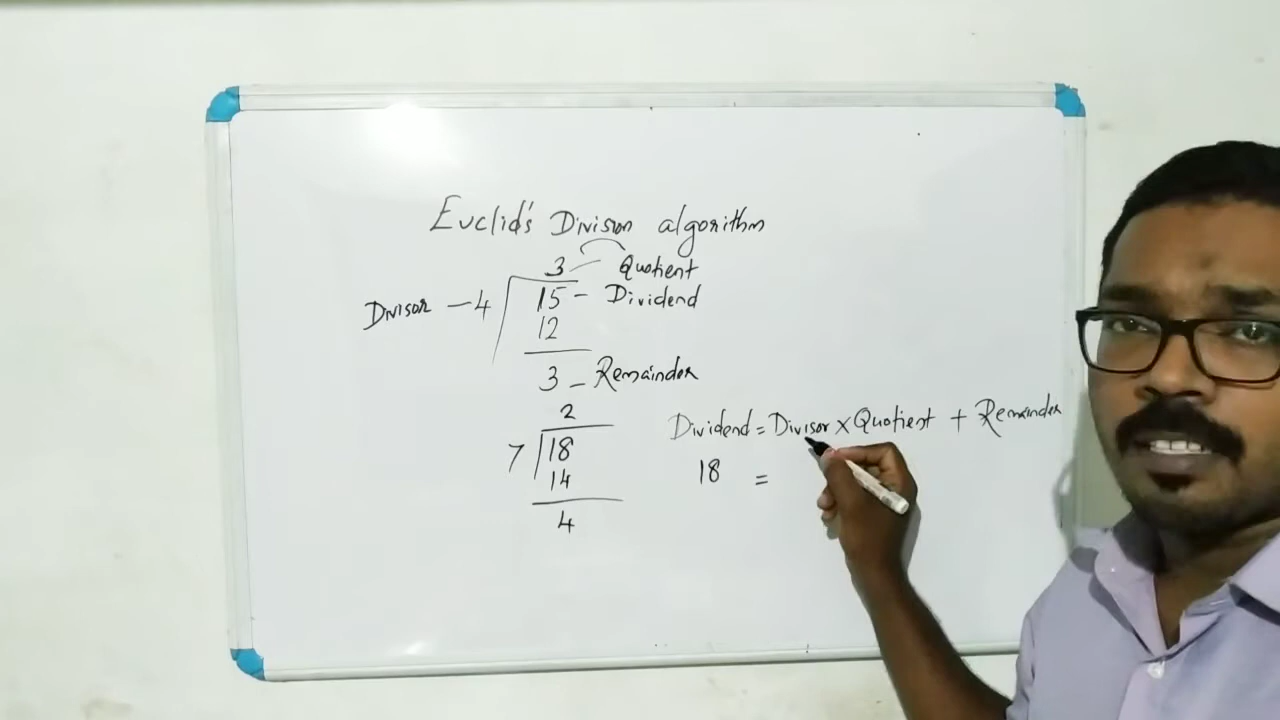 Euclid's Division algorithm
3 Quotient
Divisor - 4 15 - Dividend
12
3 - Remainder
2
7 18
14
4
Dividend = Divisor x Quotient + Remainder
18 =